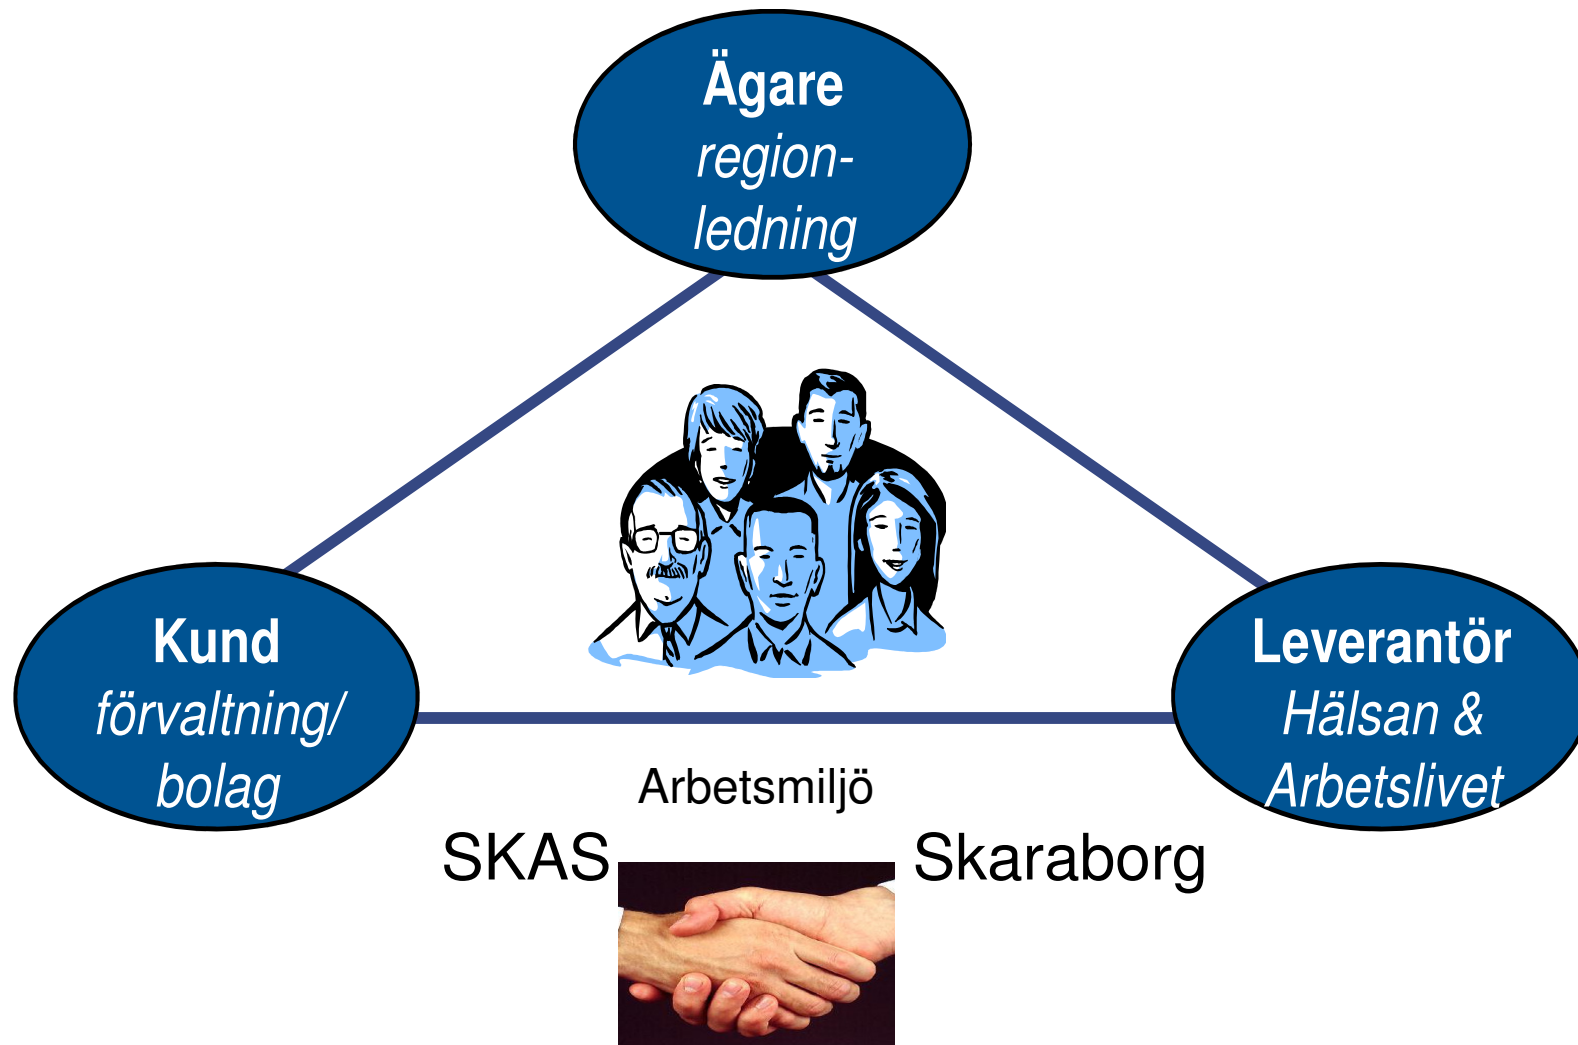 Ägare
region-
ledning
Kund
förvaltning/
bolag
Leverantör
Hälsan &
Arbetslivet
Arbetsmiljö
SKAS
Skaraborg